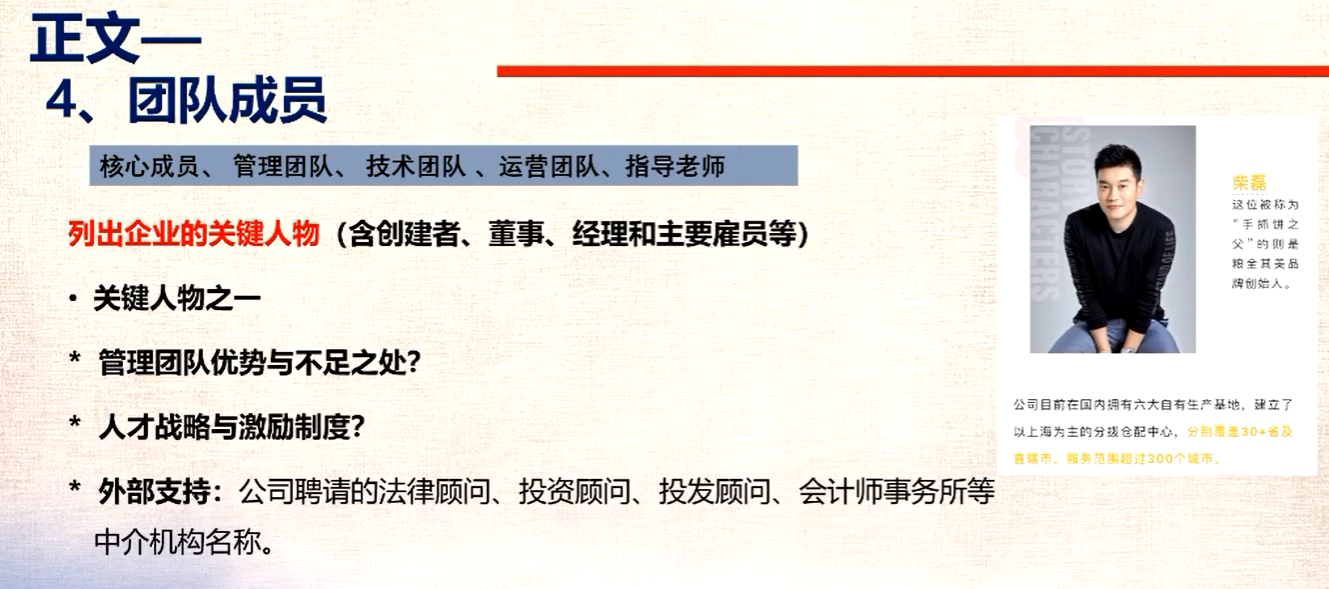 正文—
4、团队成员
核心成员、 管理团队、 技术团队 、运营团队、指导老师
列出企业的关键人物（含创建者、董事、经理和主要雇员等）
• 关键人物之一
* 管理团队优势与不足之处?
* 人才战略与激励制度?
* 外部支持：公司聘请的法律顾问、投资顾问、投发顾问、会计师事务所等
中介机构名称。
STORY
CHARACTERS
柴磊
这位被称为
“手抓饼之
父”的则是
粮全其美品
牌创始人。
公司目前在国内拥有六大自有生产基地，建立了
以上海为主的分拨仓配中心，分别覆盖30+省及
直辖市，服务范围超过300个城市。